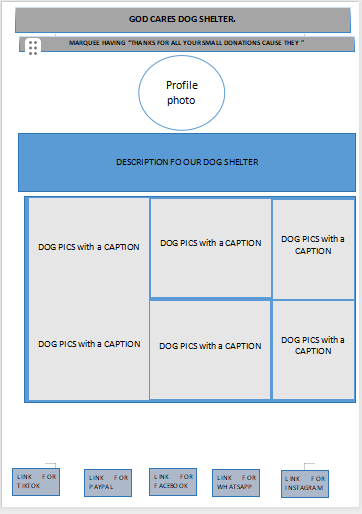 GOD CARES DOG SHELTER.
MARQUEE HAVING “THANKS FOR ALL YOUR SMALL DONATIONS CAUSE THEY ”
Profile
photo
DESCRIPTION FO OUR DOG SHELTER
DOG PICS with a CAPTION
DOG PICS with a CAPTION
DOG PICS with a
CAPTION
DOG PICS with a CAPTION
DOG PICS with a CAPTION
DOG PICS with a
CAPTION
LINK FOR
TIKTOK
LINK FOR
PAYPAL
LINK FOR
FACEBOOK
LINK FOR
WHATSAPP
LINK FOR
INSTAGRAM